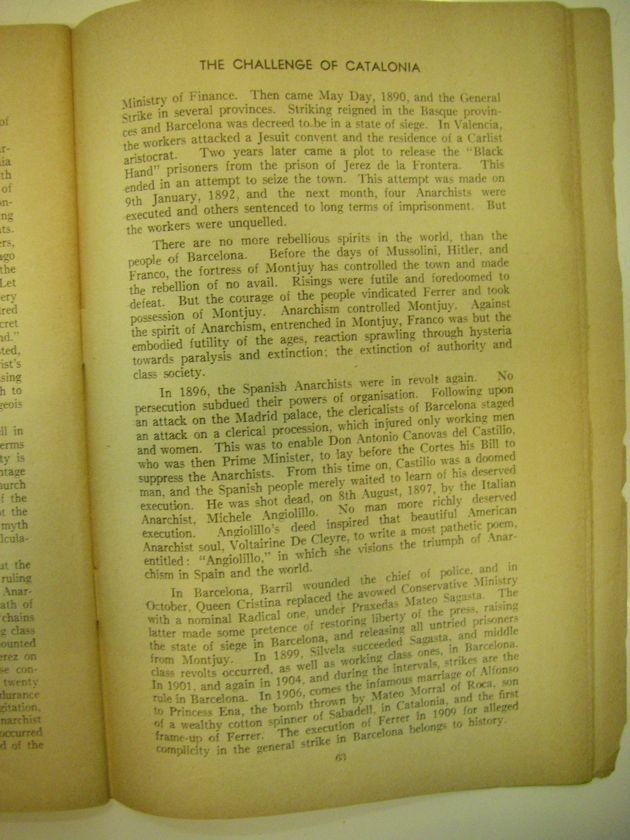 THE CHALLENGE OF CATALONIA
Ministry of Finance. Then came May Day, 1890, and the General
Strike in several provinces. Striking reigned in the Basque provin-
ces and Barcelona was decreed to be in a state of siege. In Valencia,
the workers attacked a Jesuit convent and the residence of a Carlist
aristocrat. Two years later came a plot to release the "Black
Hand" prisoners from the prison of Jerez de la Frontera. This
ended in an attempt to seize the town. This attempt was made on
9th January, 1892, and the next month, four Anarchists were
executed and others sentenced to long terms of imprisonment. But
the workers were unquelled.
There are no more rebellious spirits in the world, than the
people of Barcelona. Before the days of Mussolini, Hitler, and
Franco, the fortress of Montjuy has controlled the town and made
the rebellion of no avail. Risings were futile and foredoomed to
defeat. But the courage of the people vindicated Ferrer and took
possession of Montjuy. Anarchism controlled Montjuy. Against
the spirit of Anarchism, entrenched in Montjuy, Franco was but the
embodied futility of the ages, reaction sprawling through hysteria
towards paralysis and extinction; the extinction of authority and
class society.
In 1896, the Spanish Anarchists were in revolt again. No
persecution subdued their powers of organisation. Following upon
an attack on the Madrid palace, the clericalists of Barcelona staged
an attack on a clerical procession, which injured only working men
and women. This was to enable Don Antonio Canovas del Castilio,
who was then Prime Minister, to lay before the Cortes his Bill to
suppress the Anarchists. From this time on, Castilio was a doomed
man, and the Spanish people merely waited to learn of his deserved
execution. He was shot dead, on 8th August, 1897, by the Italian
Anarchist, Michele Angiolillo. No man more richly deserved
execution. Angiolillo's deed inspired that beautiful American
Anarchist soul, Voltairine De Cleyre, to write a most pathetic poem,
entitled: "Angiolillo," in which she visions the triumph of Anar-
chism in Spain and the world.
In Barcelona, Barril wounded the chief of police, and in
October, Queen Cristina replaced the avowed Conservative Ministry
with a nominal Radical one, under Praxedas Mateo Sagasta. The
latter made some pretence of restoring liberty of the press, raising
the state of siege in Barcelona, and releasing all untried prisoners
from Montjuy. In 1899, Silvela succeeded Sagasta, and middle
class revolts occurred, as well as working class ones, in Barcelona.
In 1901, and again in 1904, and during the intervals, strikes are the
rule in Barcelona. In 1906, comes the infamous marriage of Alfonso
to Princess Ena, the bomb thrown by Mateo Morral of Roca, son
of a wealthy cotton spinner of Sabadell, in Catalonia, and the first
frame-up of Ferrer. The execution of Ferrer in 1909 for alleged
complicity in the general strike in Barcelona belongs to history.
63